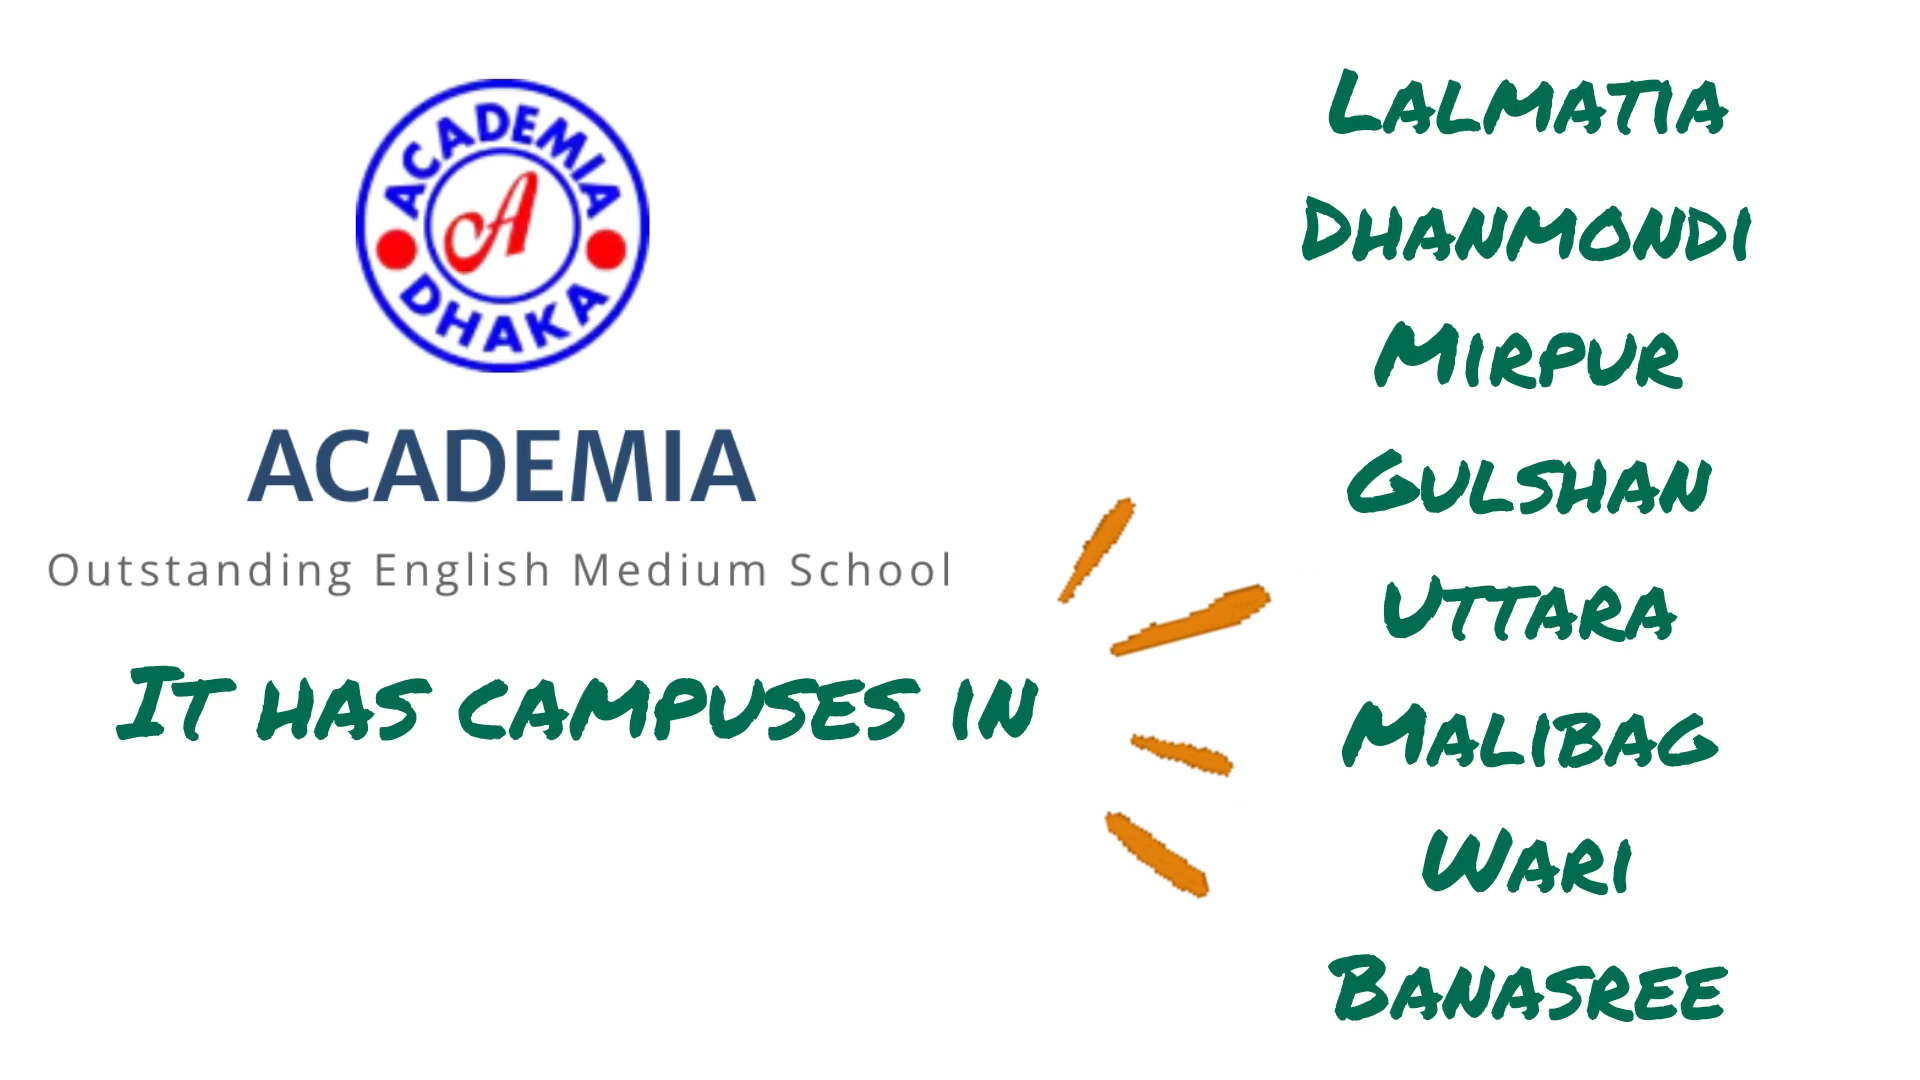 ACADEMIA
A
DHAKA
ACADEMIA
Outstanding English Medium School
It has campuses in
Lalmatia
Dhanmondi
Mirpur
Gulshan
Uttara
Malibag
Wari
Banasree